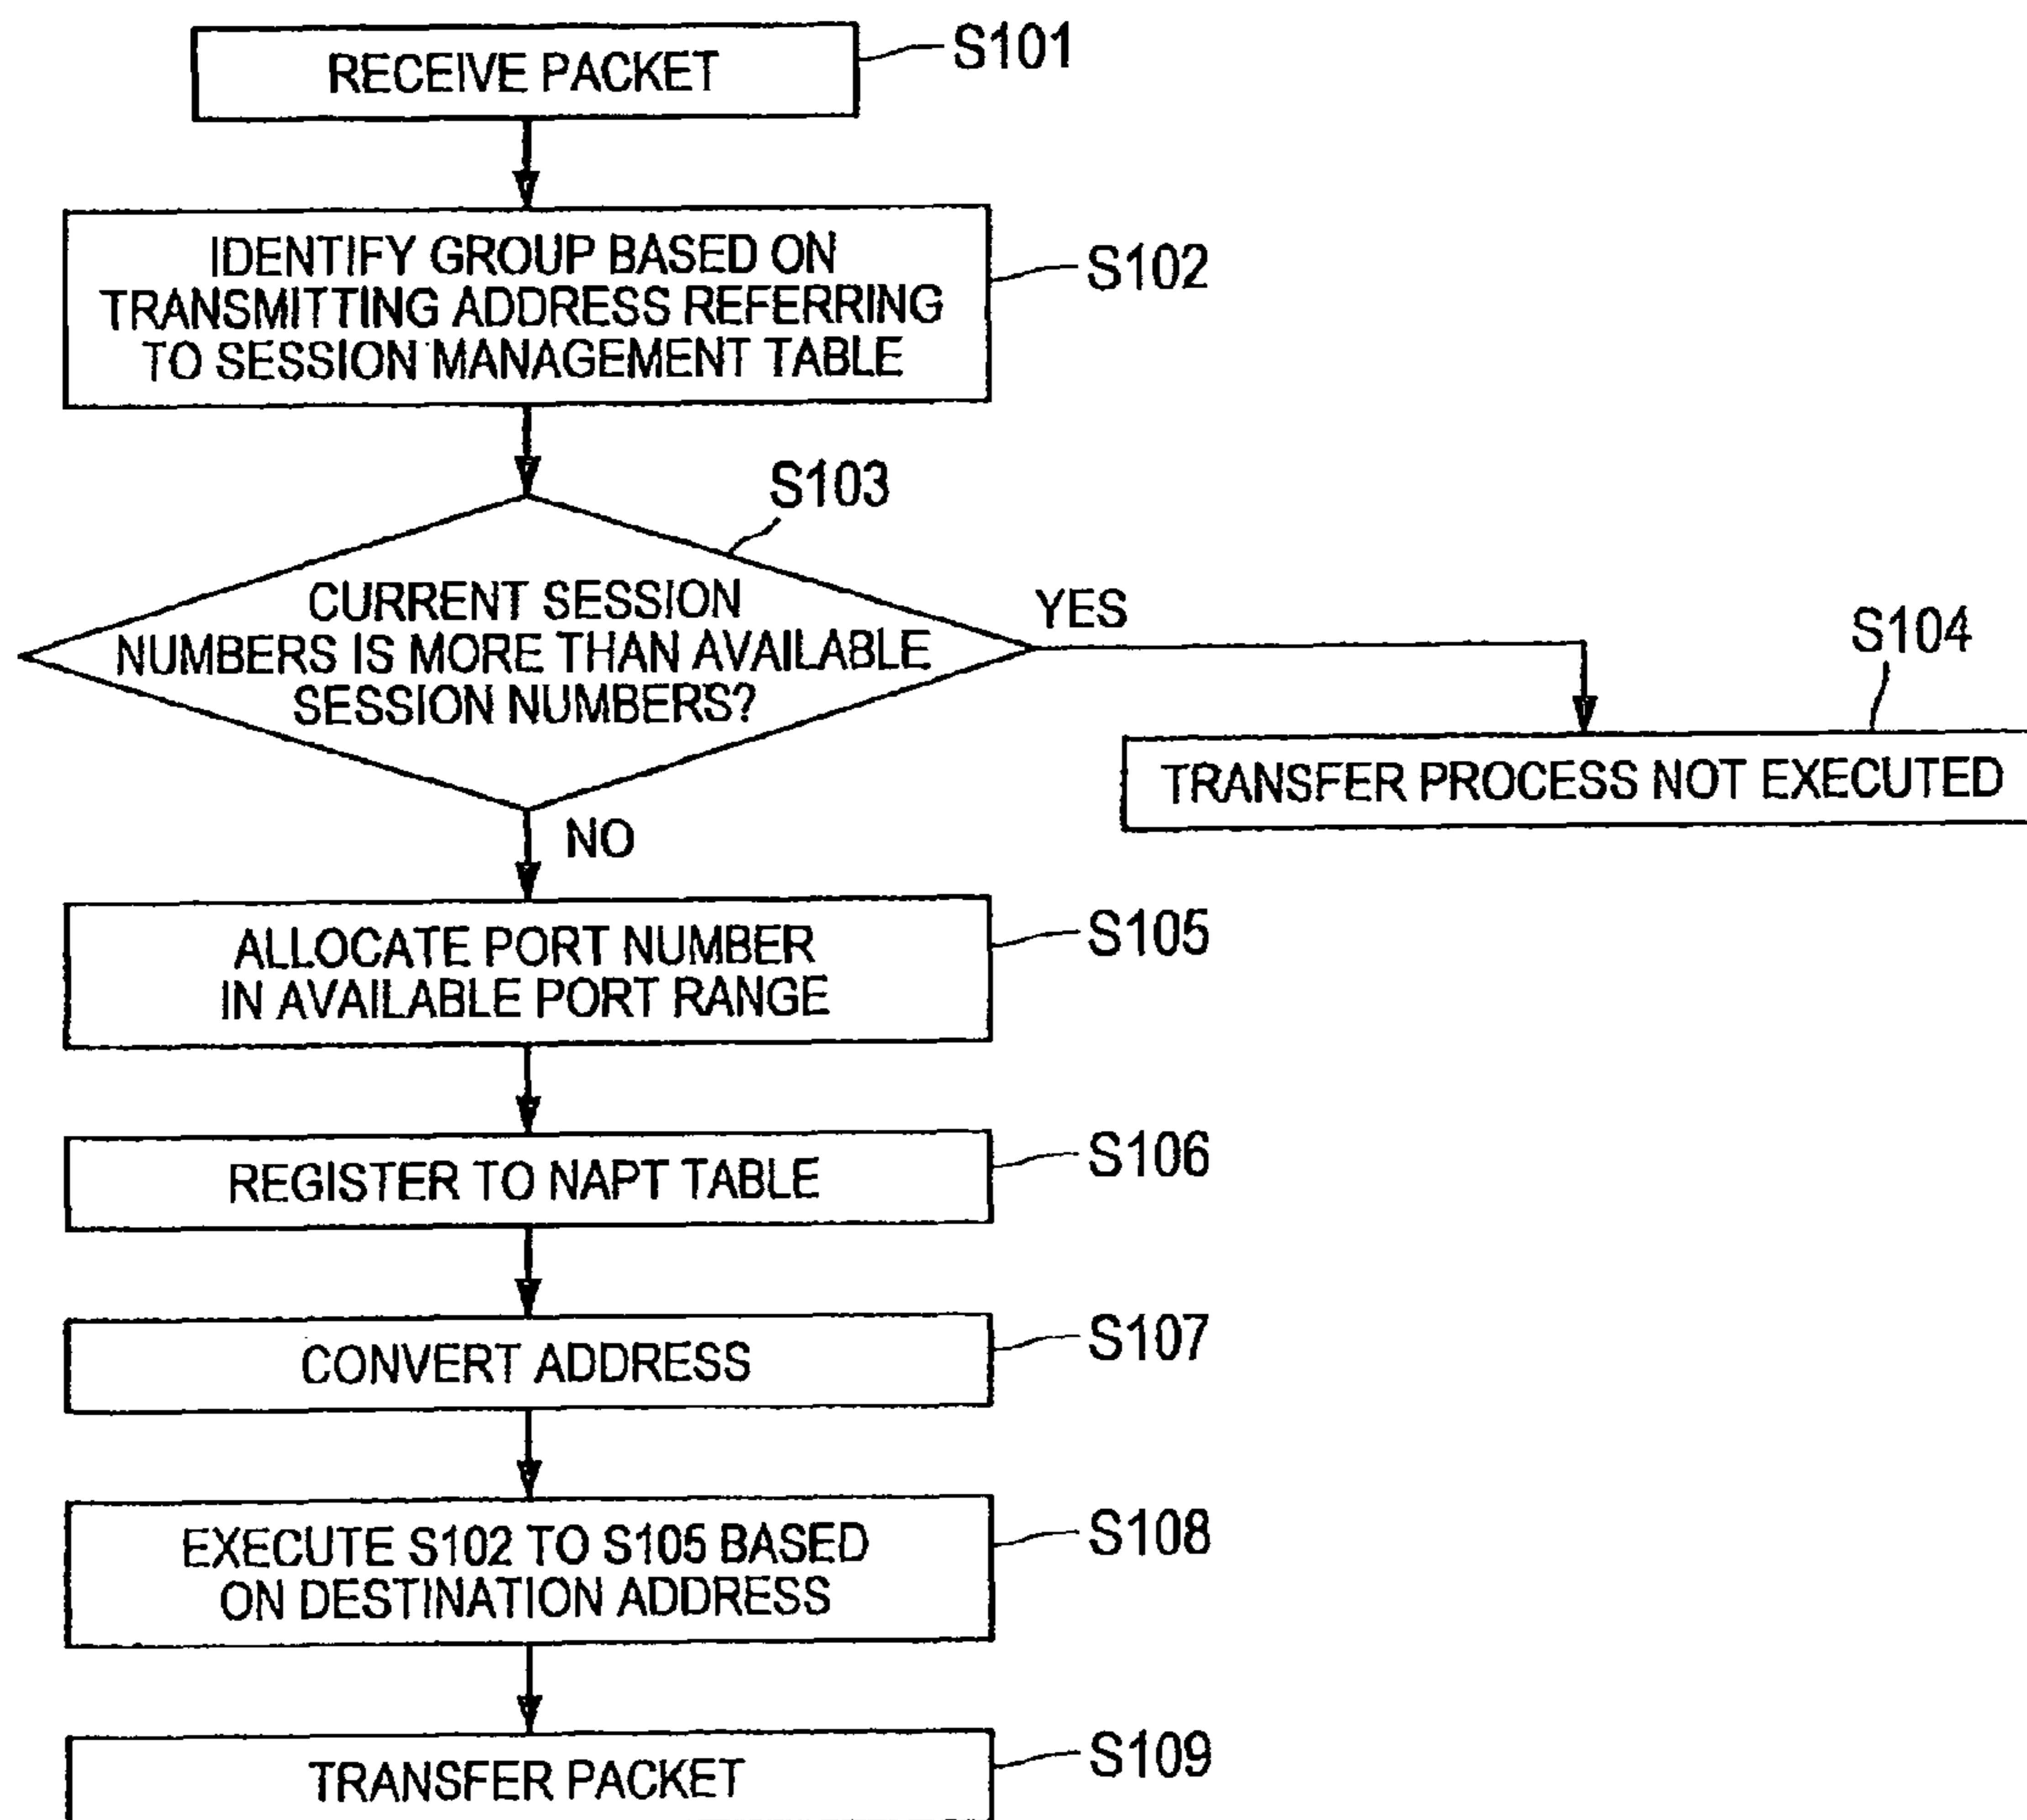 RECEIVE PACKET
S101
IDENTIFY GROUP BASED ON
TRANSMITTING ADDRESS REFERRING
TO SESSION MANAGEMENT TABLE
S102
S103
CURRENT SESSION
NUMBERS IS MORE THAN AVAILABLE
SESSION NUMBERS?
YES
S104
TRANSFER PROCESS NOT EXECUTED
NO
ALLOCATE PORT NUMBER
IN AVAILABLE PORT RANGE
S105
REGISTER TO NAPT TABLE
S106
CONVERT ADDRESS
S107
EXECUTE S102 TO S105 BASED
ON DESTINATION ADDRESS
S108
TRANSFER PACKET
S109